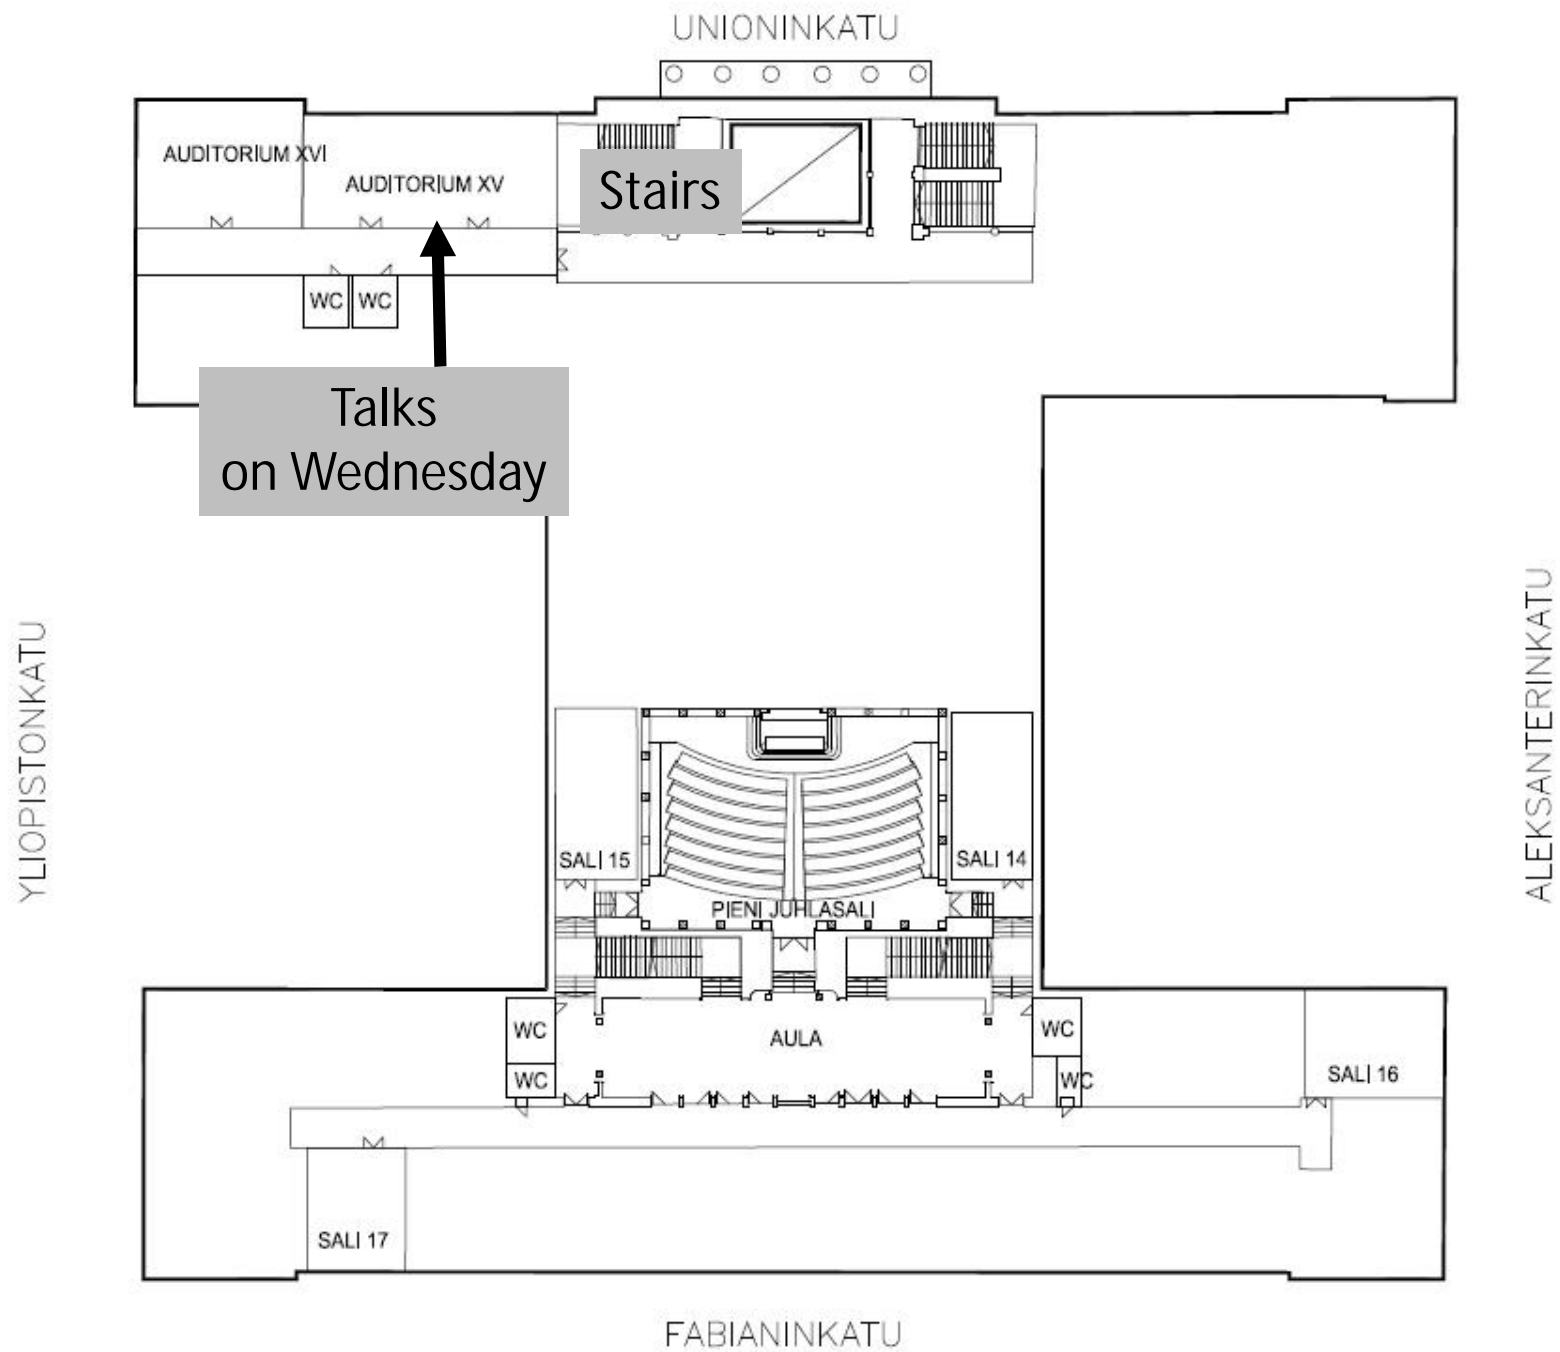 UNIONINKATU
AUDITORIUM XVI
AUDITORIUM XV
Stairs
WC
WC
Talks
on Wednesday
YLIOPISTONKATU
ALEKSANTERINKATU
SALI 15
SALI 14
PIENI JUHLASALI
WC
AULA
WC
WC
WC
SALI 16
SALI 17
FABIANINKATU